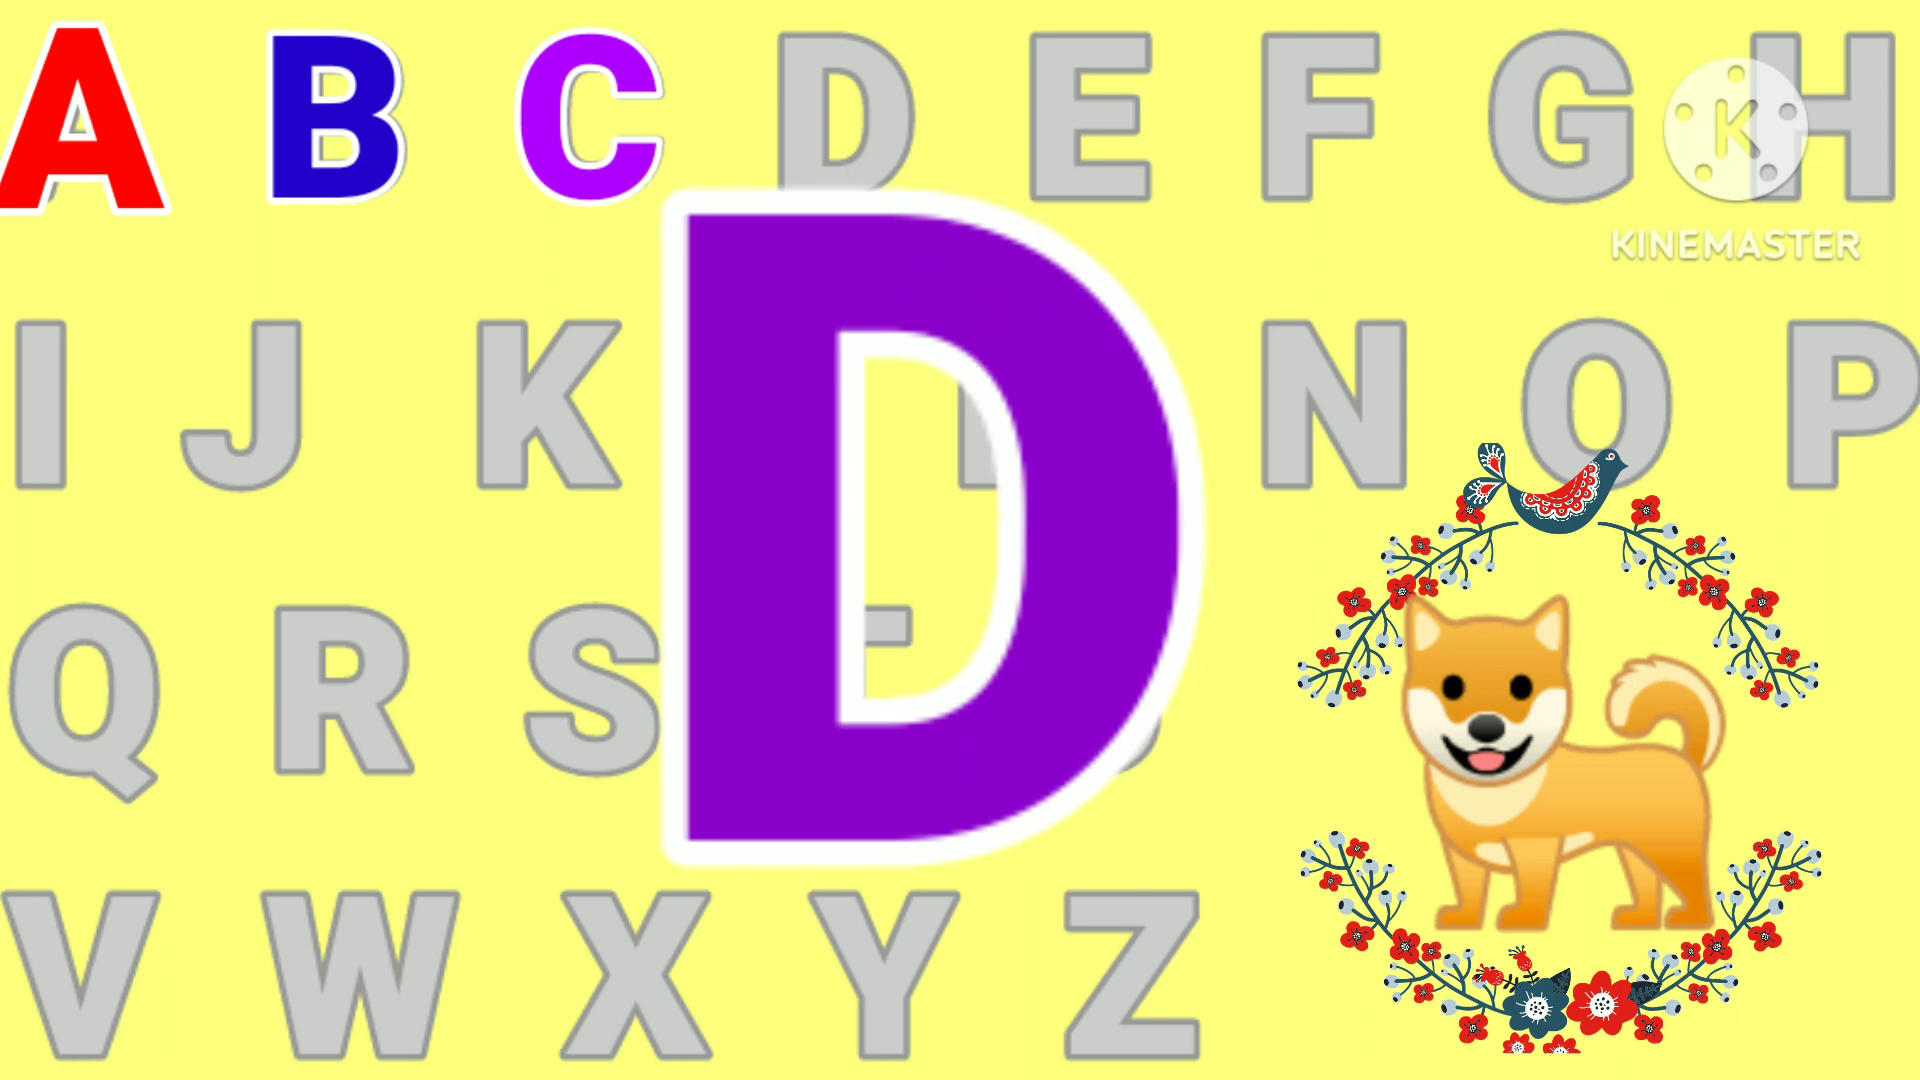 A B C D E F G H
KINEMASTER
I J K N O P
D
Q R S
V W X Y Z